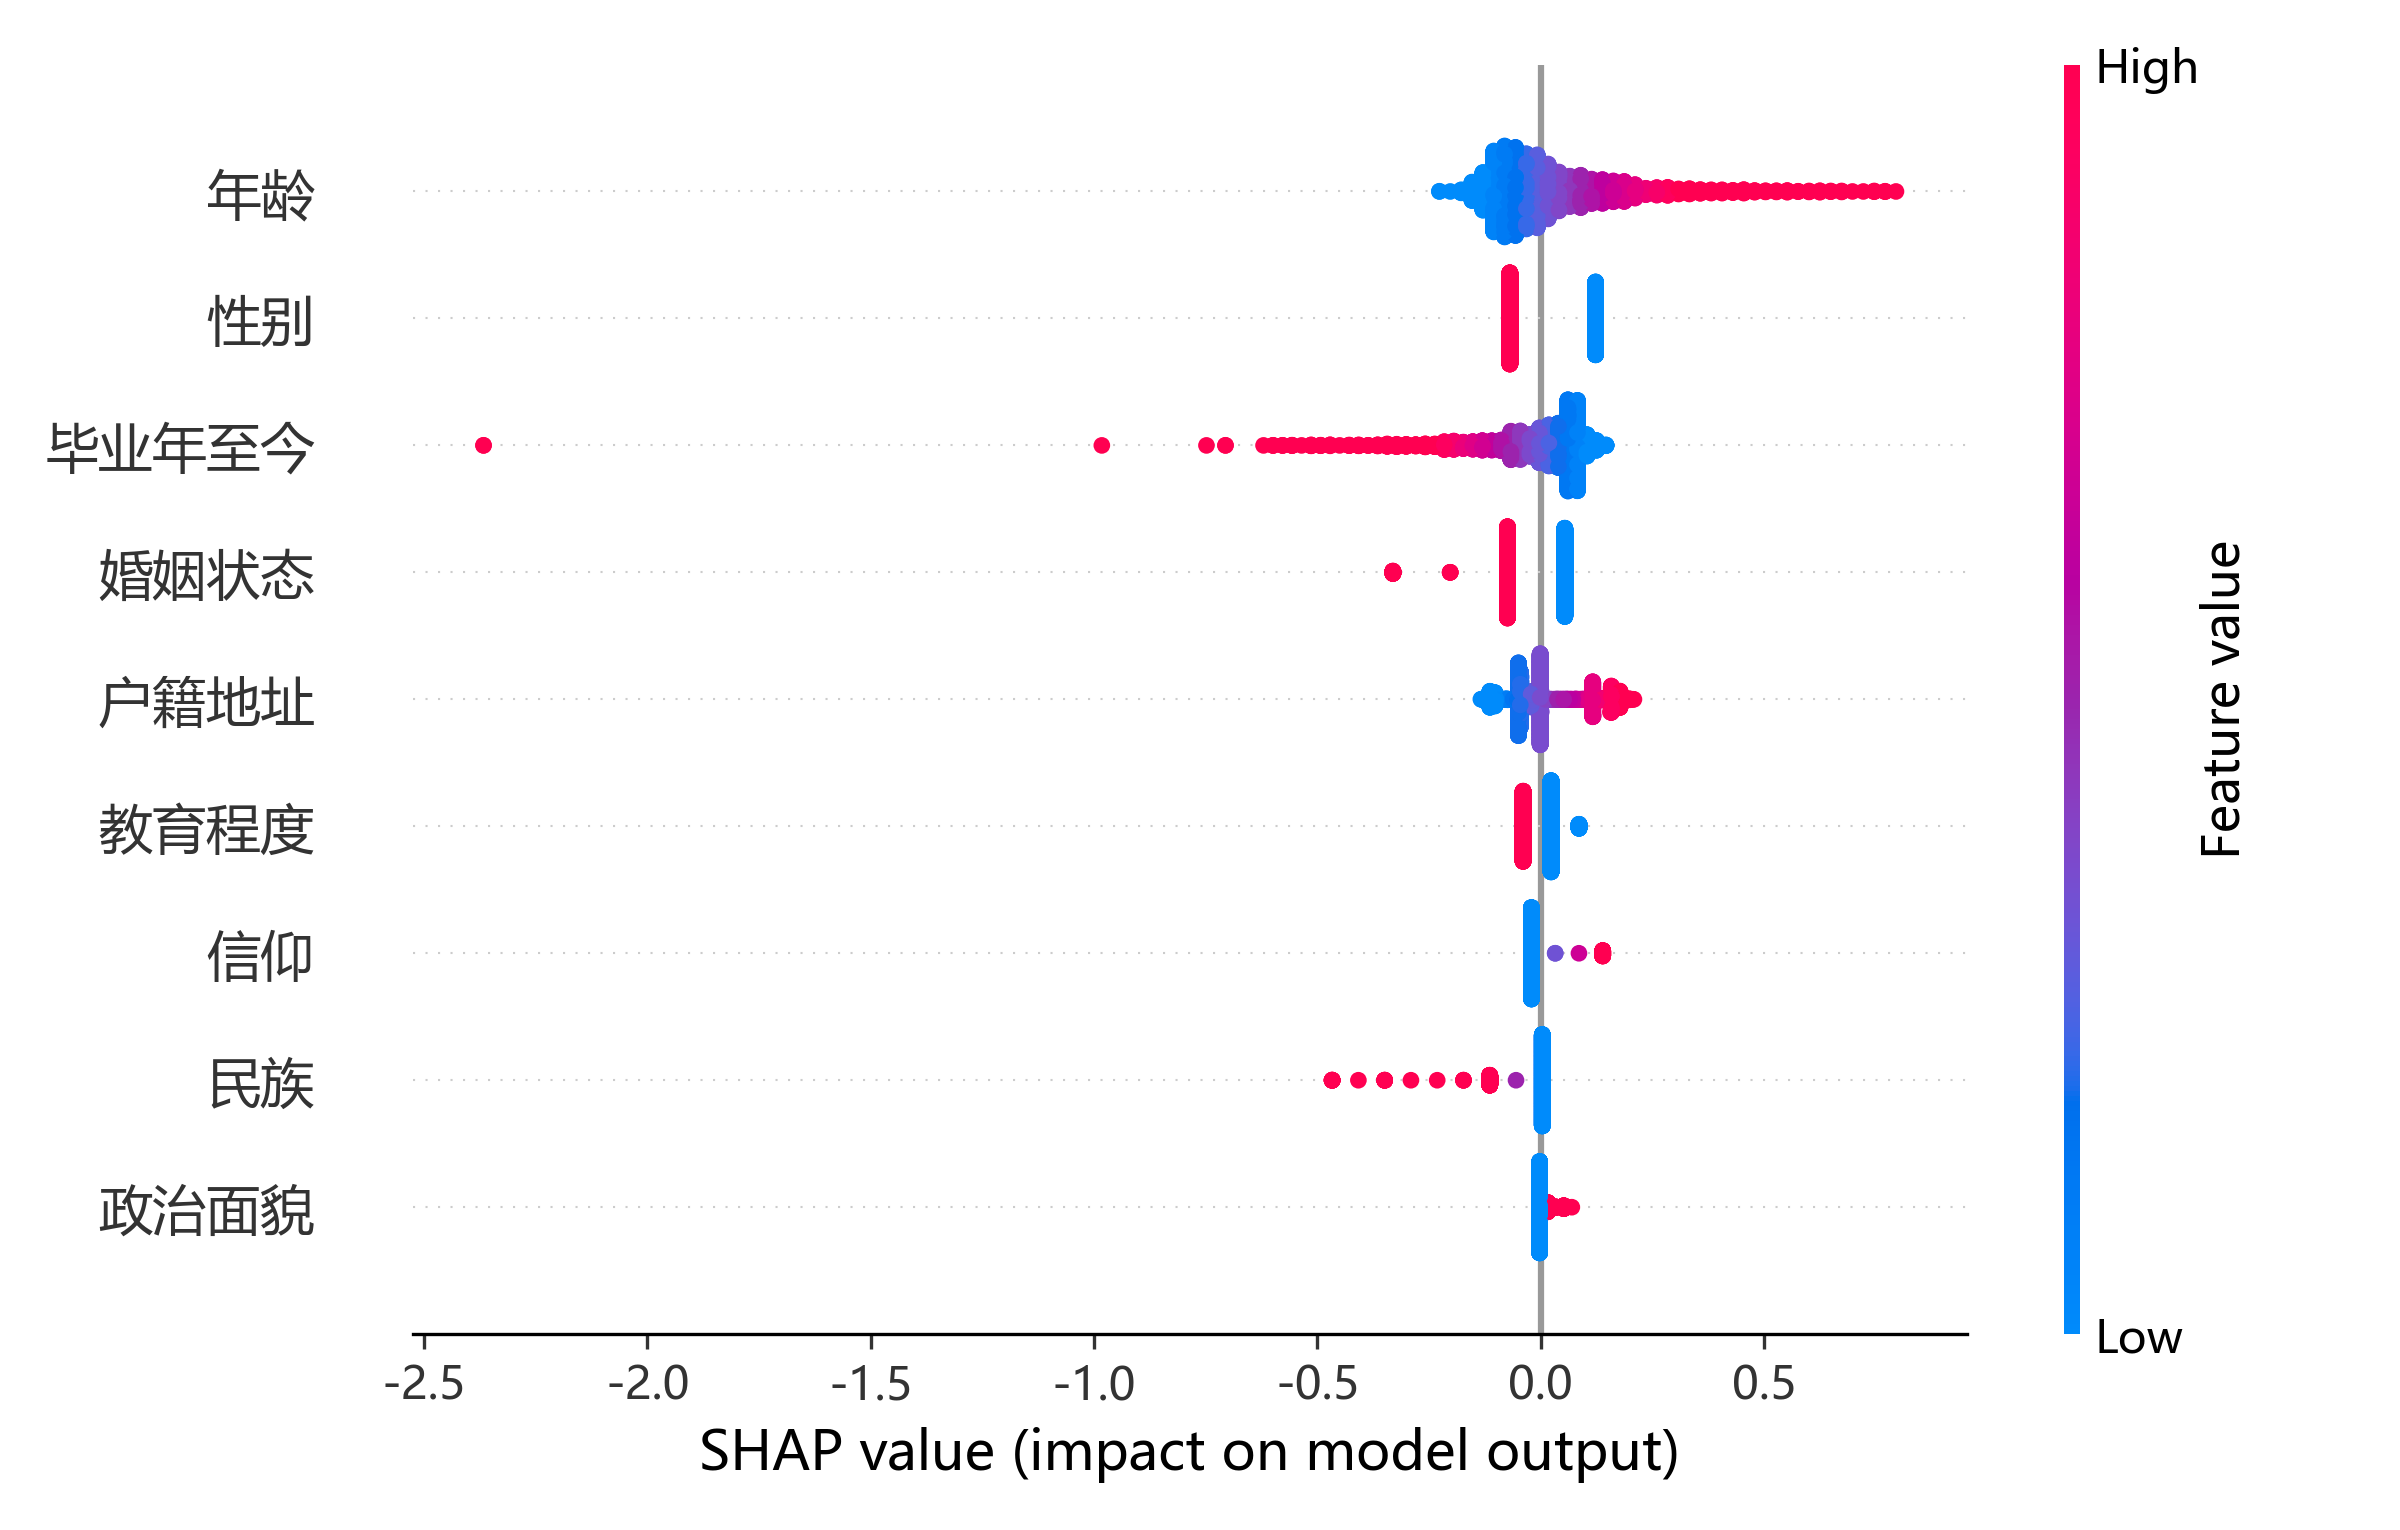 High
年龄
性别
毕业年至今
婚姻状态
户籍地址
教育程度
信仰
民族
政治面貌
Feature value
Low
-2.5 -2.0 -1.5 -1.0 -0.5 0.0 0.5
SHAP value (impact on model output)